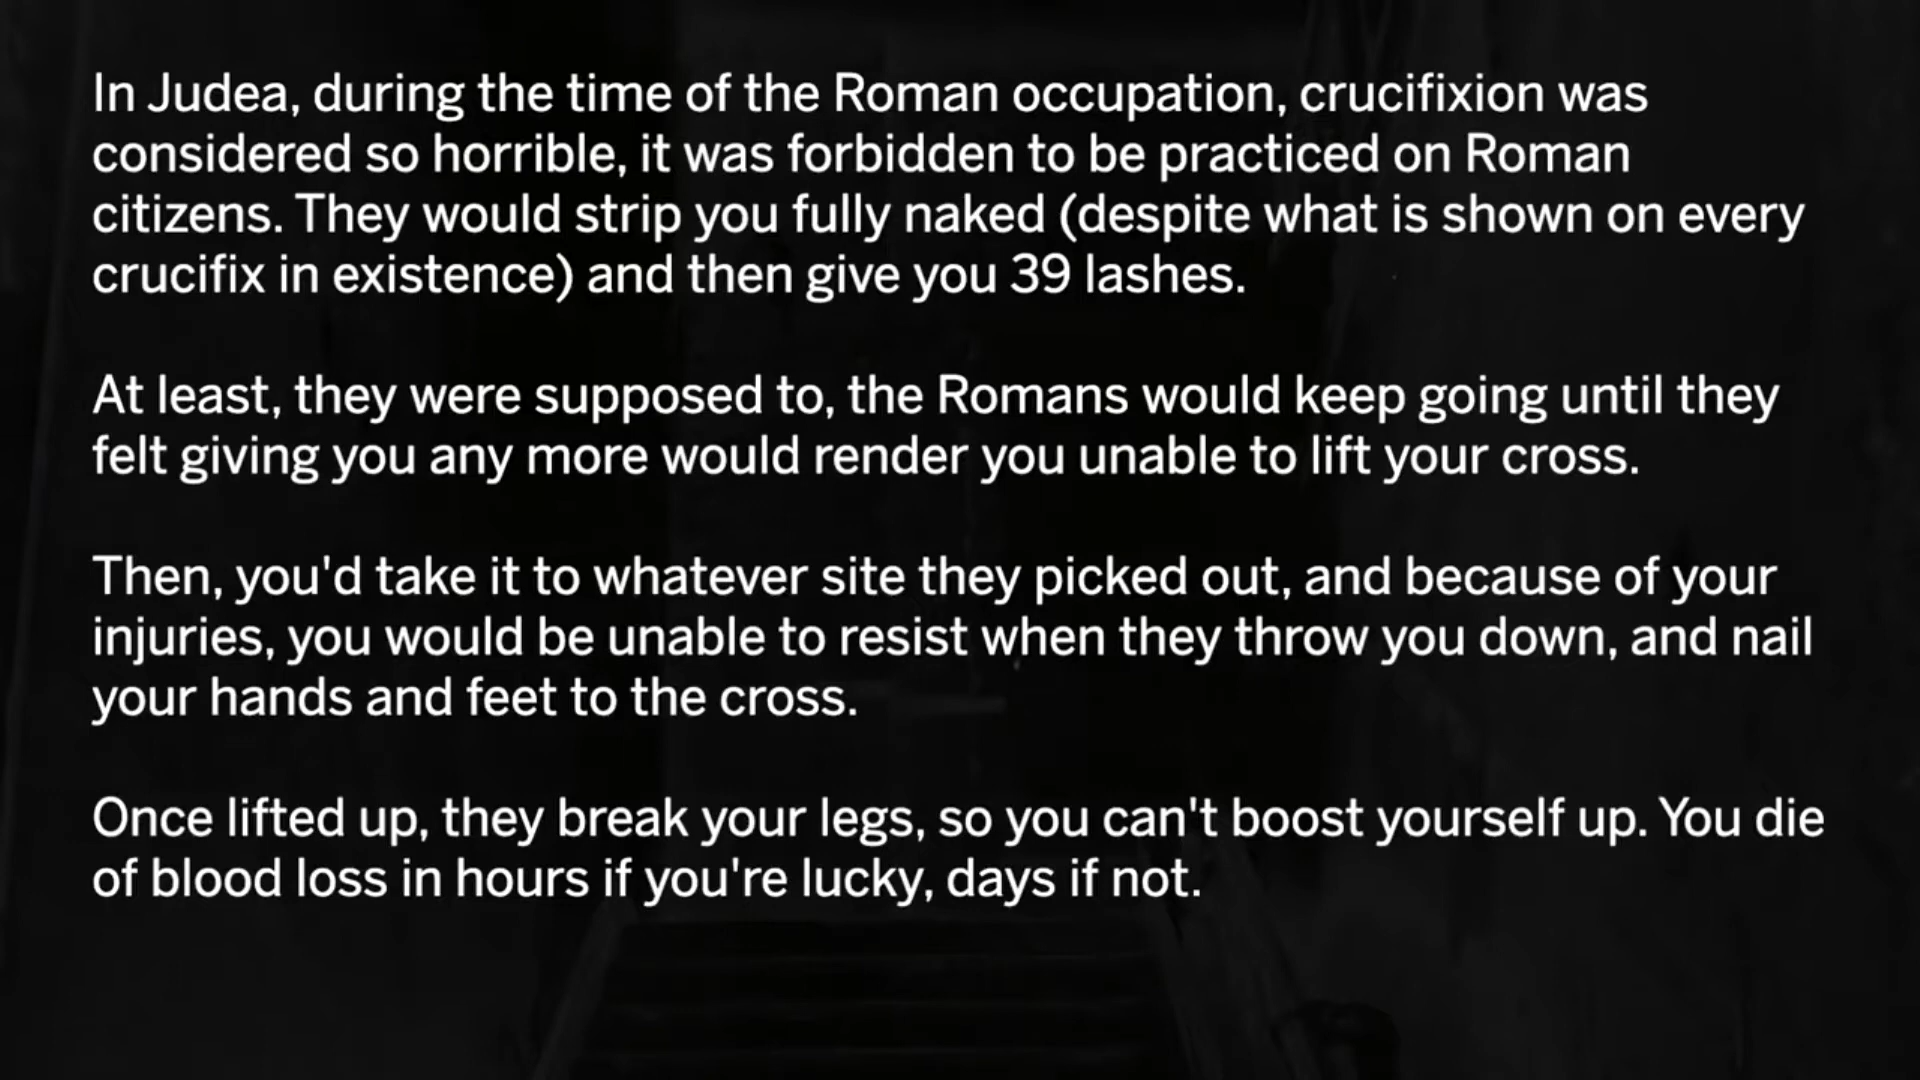 In Judea, during the time of the Roman occupation, crucifixion was
considered so horrible, it was forbidden to be practiced on Roman
citizens. They would strip you fully naked (despite what is shown on every
crucifix in existence) and then give you 39 lashes.
At least, they were supposed to, the Romans would keep going until they
felt giving you any more would render you unable to lift your cross.
Then, you'd take it to whatever site they picked out, and because of your
injuries, you would be unable to resist when they throw you down, and nail
your hands and feet to the cross.
Once lifted up, they break your legs, so you can't boost yourself up. You die
of blood loss in hours if you're lucky, days if not.